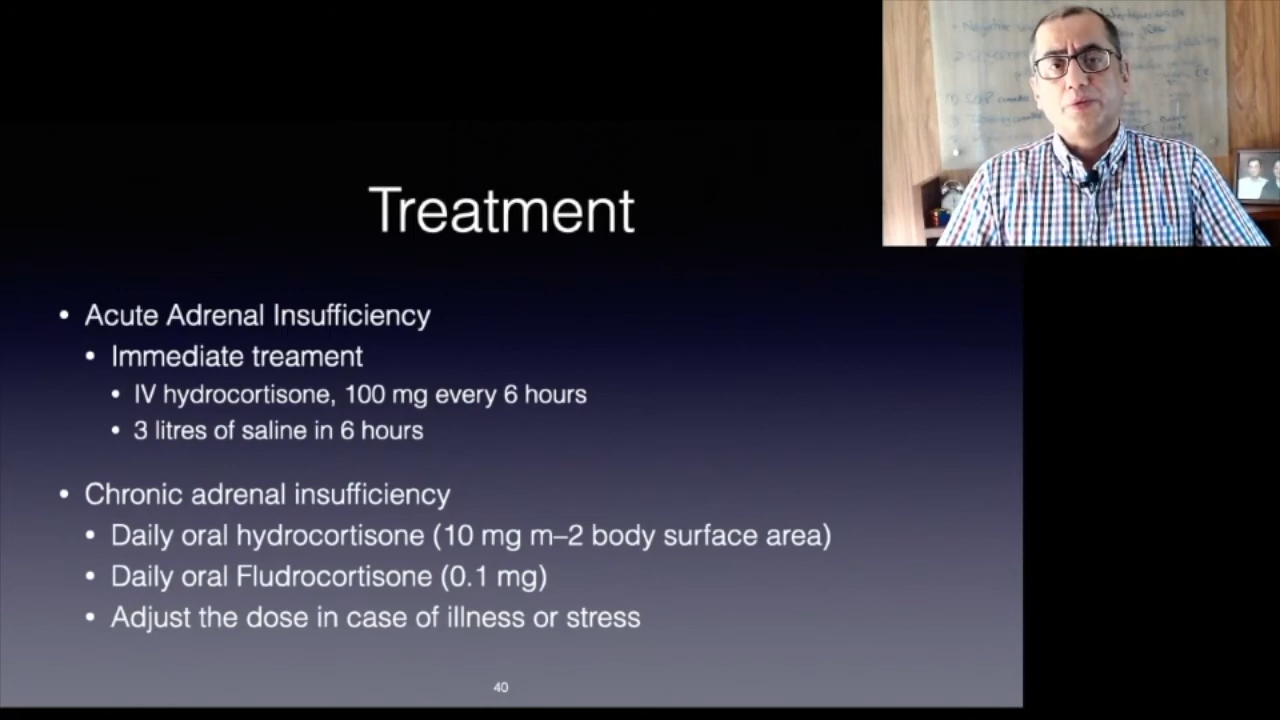 Treatment
• Acute Adrenal Insufficiency
• Immediate treament
• IV hydrocortisone, 100 mg every 6 hours
• 3 litres of saline in 6 hours
• Chronic adrenal insufficiency
• Daily oral hydrocortisone (10 mg m–2 body surface area)
• Daily oral Fludrocortisone (0.1 mg)
• Adjust the dose in case of illness or stress
40